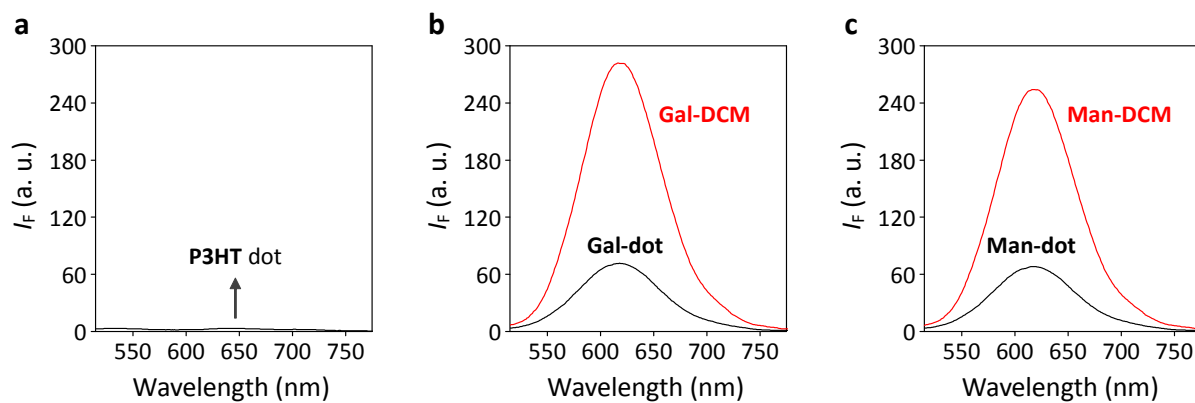 a
300
240
180
120
60
0
I_F (a. u.)
P3HT dot
550 600 650 700 750
Wavelength (nm)
b
300
240
180
120
60
0
I_F (a. u.)
Gal-DCM
Gal-dot
550 600 650 700 750
Wavelength (nm)
c
300
240
180
120
60
0
I_F (a. u.)
Man-DCM
Man-dot
550 600 650 700 750
Wavelength (nm)